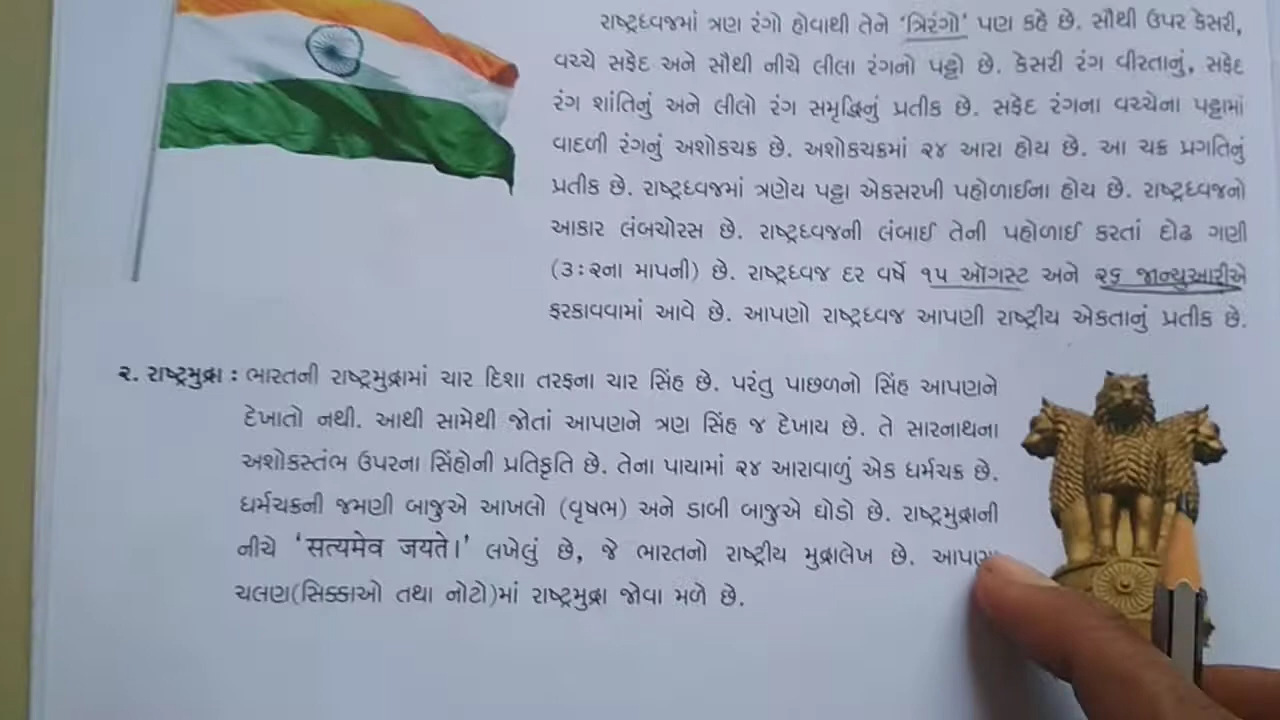 રાષ્ટ્રધ્વજમાં ત્રણ રંગો હોવાથી તેને ‘ત્રિરંગો’ પણ કહે છે. સૌથી ઉપર કેસરી,
વચ્ચે સફેદ અને સૌથી નીચે લીલા રંગનો પટ્ટો છે. કેસરી રંગ વીરતાનું, સફેદ
રંગ શાંતિનું અને લીલો રંગ સમૃદ્ધિનું પ્રતીક છે. સફેદ રંગના વચ્ચેના પટ્ટામાં
વાદળી રંગનું અશોકચક્ર છે. અશોકચક્રમાં ૨૪ આરા હોય છે. આ ચક્ર પ્રગતિનું
પ્રતીક છે. રાષ્ટ્રધ્વજમાં ત્રણેય પટ્ટા એકસરખી પહોળાઈના હોય છે. રાષ્ટ્રધ્વજનો
આકાર લંબચોરસ છે. રાષ્ટ્રધ્વજની લંબાઈ તેની પહોળાઈ કરતાં દોઢ ગણી
(૩:૨ના માપની) છે. રાષ્ટ્રધ્વજ દર વર્ષે ૧૫ ઑગસ્ટ અને ૨૬ જાન્યુઆરીએ
ફરકાવવામાં આવે છે. આપણો રાષ્ટ્રધ્વજ આપણી રાષ્ટ્રીય એકતાનું પ્રતીક છે.
૨. રાષ્ટ્રમુદ્રા : ભારતની રાષ્ટ્રમુદ્રામાં ચાર દિશા તરફના ચાર સિંહ છે. પરંતુ પાછળનો સિંહ આપણને
દેખાતો નથી. આથી સામેથી જોતાં આપણને ત્રણ સિંહ જ દેખાય છે. તે સારનાથના
અશોકસ્તંભ ઉપરના સિંહોની પ્રતિકૃતિ છે. તેના પાયામાં ૨૪ આરાવાળું એક ધર્મચક્ર છે.
ધર્મચક્રની જમણી બાજુએ આખલો (વૃષભ) અને ડાબી બાજુએ ઘોડો છે. રાષ્ટ્રમુદ્રાની
નીચે ‘सत्यमेव जयते।’ લખેલું છે, જે ભારતનો રાષ્ટ્રીય મુદ્રાલેખ છે.
ચલણ(સિક્કાઓ તથા નોટો)માં રાષ્ટ્રમુદ્રા જોવા મળે છે.